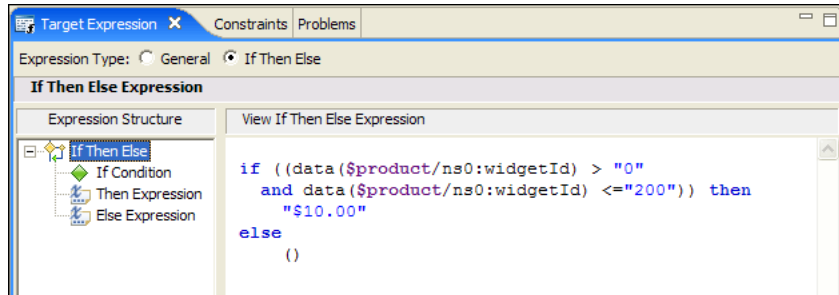 Target Expression Constraints Problems
Expression Type: General If Then Else
If Then Else Expression
Expression Structure View If Then Else Expression
If Then Else
If Condition
Then Expression
Else Expression
if ((data($product/ns0:widgetId) > "0"
and data($product/ns0:widgetId) <="200")) then
"$10.00"
else
()